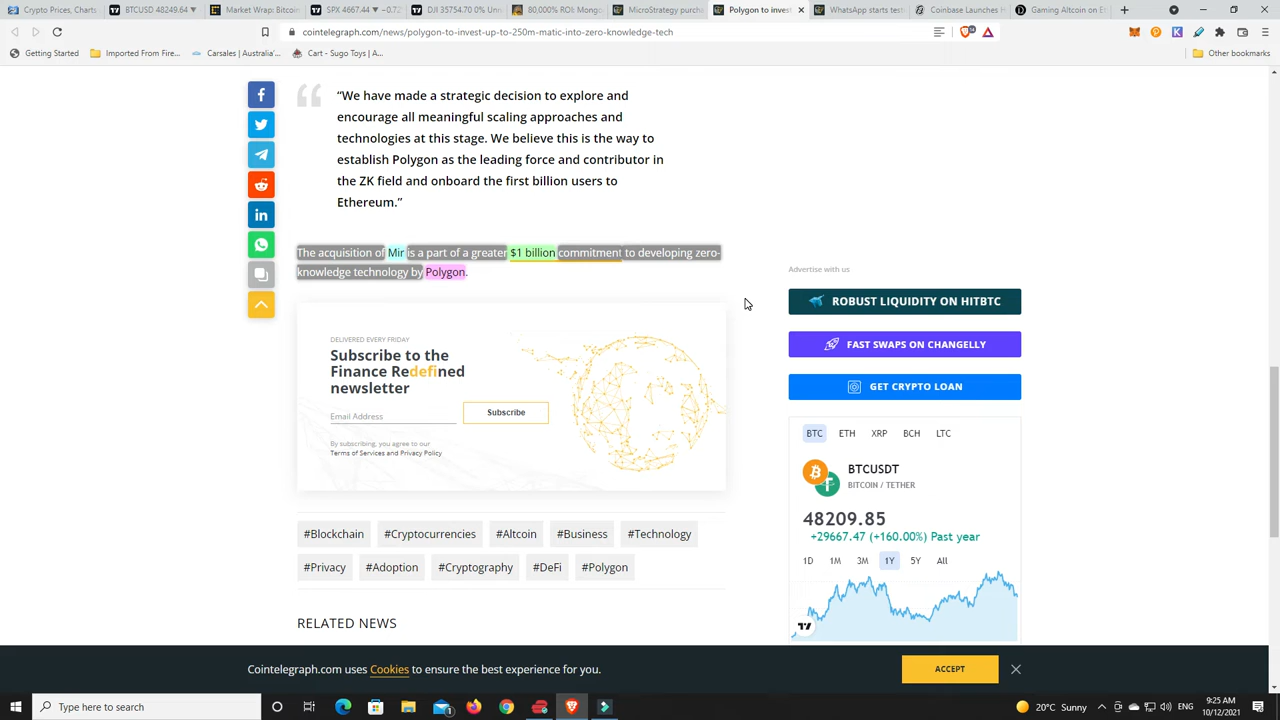 Crypto Prices, Charts
BTCUSD 48249.64 ▼
Market Wrap: Bitcoin
SPX 4667.44 ▼ −0.72
DJI 35754.70 0% Un
80,000% ROI: Mong
MicroStrategy purch
Polygon to inves
WhatsApp starts test
Coinbase Launches
Gaming Altcoin on E
cointelegraph.com/news/polygon-to-invest-up-to-250m-matic-into-zero-knowledge-tech
Getting Started
Imported From Fire...
Carsales | Australia'...
Cart - Sugo Toys | A...
Other bookmarks
“We have made a strategic decision to explore and
encourage all meaningful scaling approaches and
technologies at this stage. We believe this is the way to
establish Polygon as the leading force and contributor in
the ZK field and onboard the first billion users to
Ethereum.”
The acquisition of Mir is a part of a greater $1 billion commitment to developing zero-
knowledge technology by Polygon.
Advertise with us
ROBUST LIQUIDITY ON HITBTC
FAST SWAPS ON CHANGELLY
GET CRYPTO LOAN
DELIVERED EVERY FRIDAY
Subscribe to the
Finance Redefined
newsletter
Email Address
Subscribe
By subscribing, you agree to our
Terms of Services and Privacy Policy
BTC ETH XRP BCH LTC
BTCUSDT
BITCOIN / TETHER
48209.85
+29667.47 (+160.00%) Past year
1D 1M 3M 1Y 5Y All
#Blockchain #Cryptocurrencies #Altcoin #Business #Technology
#Privacy #Adoption #Cryptography #DeFi #Polygon
RELATED NEWS
Cointelegraph.com uses Cookies to ensure the best experience for you.
ACCEPT
Type here to search
20°C Sunny
ENG
9:25 AM
10/12/2021